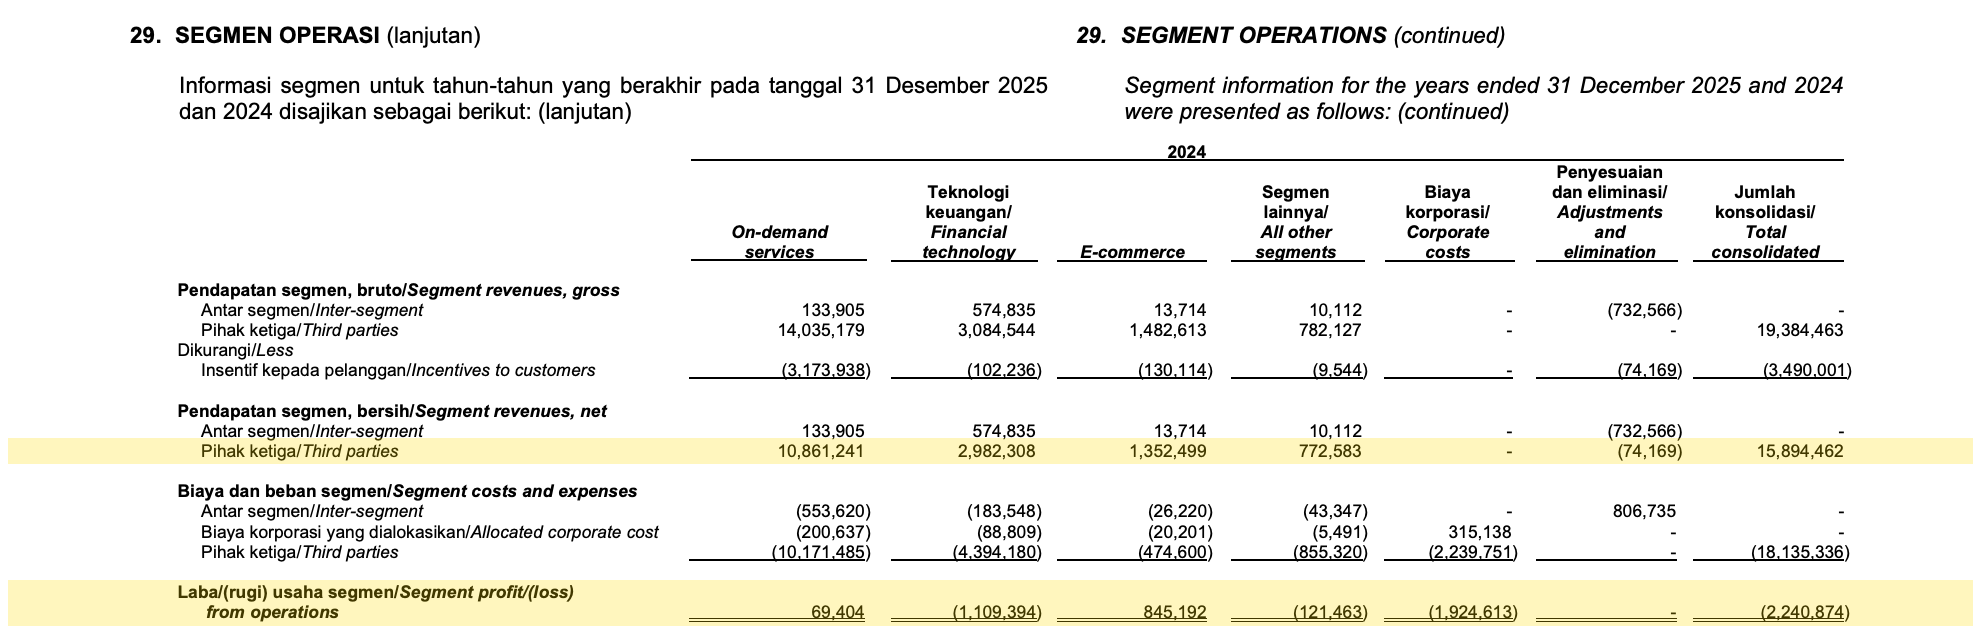 29. SEGMEN OPERASI (lanjutan)
29. SEGMENT OPERATIONS (continued)
Informasi segmen untuk tahun-tahun yang berakhir pada tanggal 31 Desember 2025
dan 2024 disajikan sebagai berikut: (lanjutan)
Segment information for the years ended 31 December 2025 and 2024
were presented as follows: (continued)
2024
On-demand
services
Teknologi
keuangan/
Financial
technology
E-commerce
Segmen
lainnya/
All other
segments
Biaya
korporasi/
Corporate
costs
Penyesuaian
dan eliminasi/
Adjustments
and
elimination
Jumlah
konsolidasi/
Total
consolidated
Pendapatan segmen, bruto/Segment revenues, gross
Antar segmen/Inter-segment 133,905 574,835 13,714 10,112 - (732,566) -
Pihak ketiga/Third parties 14,035,179 3,084,544 1,482,613 782,127 - - 19,384,463
Dikurangi/Less
Insentif kepada pelanggan/Incentives to customers (3,173,938) (102,236) (130,114) (9,544) - (74,169) (3,490,001)
Pendapatan segmen, bersih/Segment revenues, net
Antar segmen/Inter-segment 133,905 574,835 13,714 10,112 - (732,566) -
Pihak ketiga/Third parties 10,861,241 2,982,308 1,352,499 772,583 - (74,169) 15,894,462
Biaya dan beban segmen/Segment costs and expenses
Antar segmen/Inter-segment (553,620) (183,548) (26,220) (43,347) - 806,735 -
Biaya korporasi yang dialokasikan/Allocated corporate cost (200,637) (88,809) (20,201) (5,491) 315,138 - -
Pihak ketiga/Third parties (10,171,485) (4,394,180) (474,600) (855,320) (2,239,751) - (18,135,336)
Laba/(rugi) usaha segmen/Segment profit/(loss)
from operations 69,404 (1,109,394) 845,192 (121,463) (1,924,613) - (2,240,874)